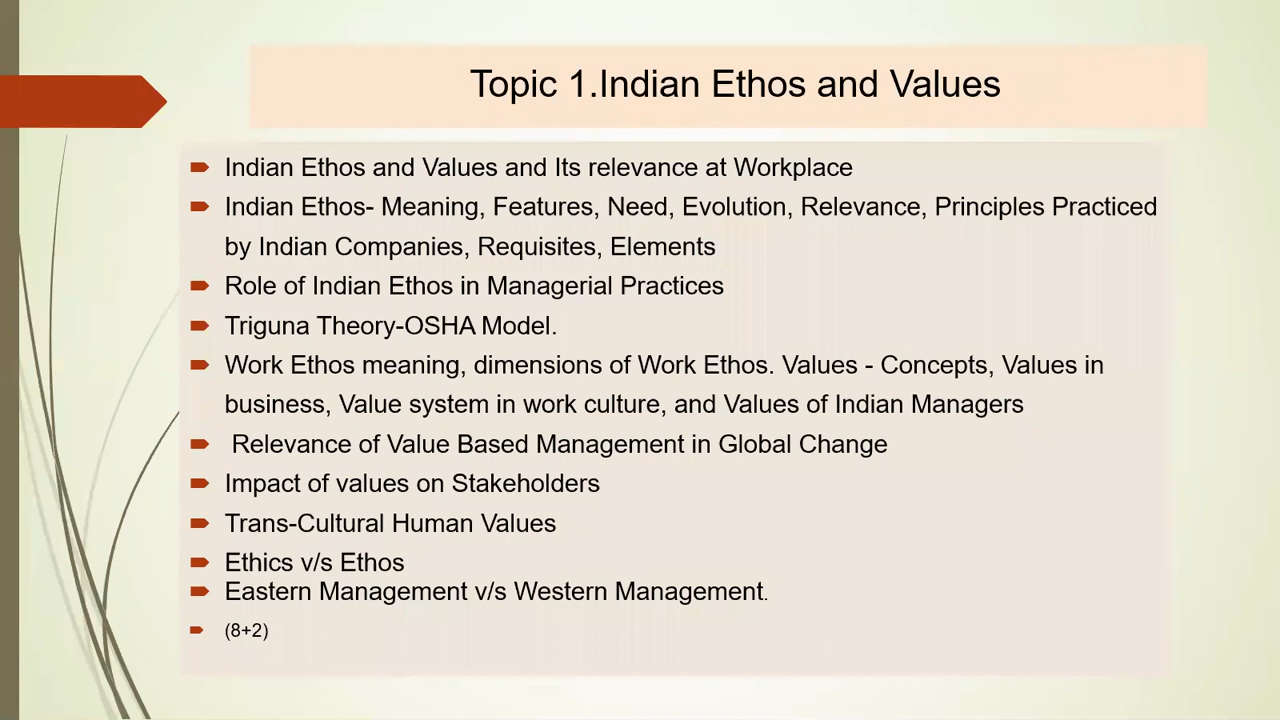 Topic 1.Indian Ethos and Values
Indian Ethos and Values and Its relevance at Workplace
Indian Ethos- Meaning, Features, Need, Evolution, Relevance, Principles Practiced
by Indian Companies, Requisites, Elements
Role of Indian Ethos in Managerial Practices
Triguna Theory-OSHA Model.
Work Ethos meaning, dimensions of Work Ethos. Values - Concepts, Values in
business, Value system in work culture, and Values of Indian Managers
Relevance of Value Based Management in Global Change
Impact of values on Stakeholders
Trans-Cultural Human Values
Ethics v/s Ethos
Eastern Management v/s Western Management.
(8+2)